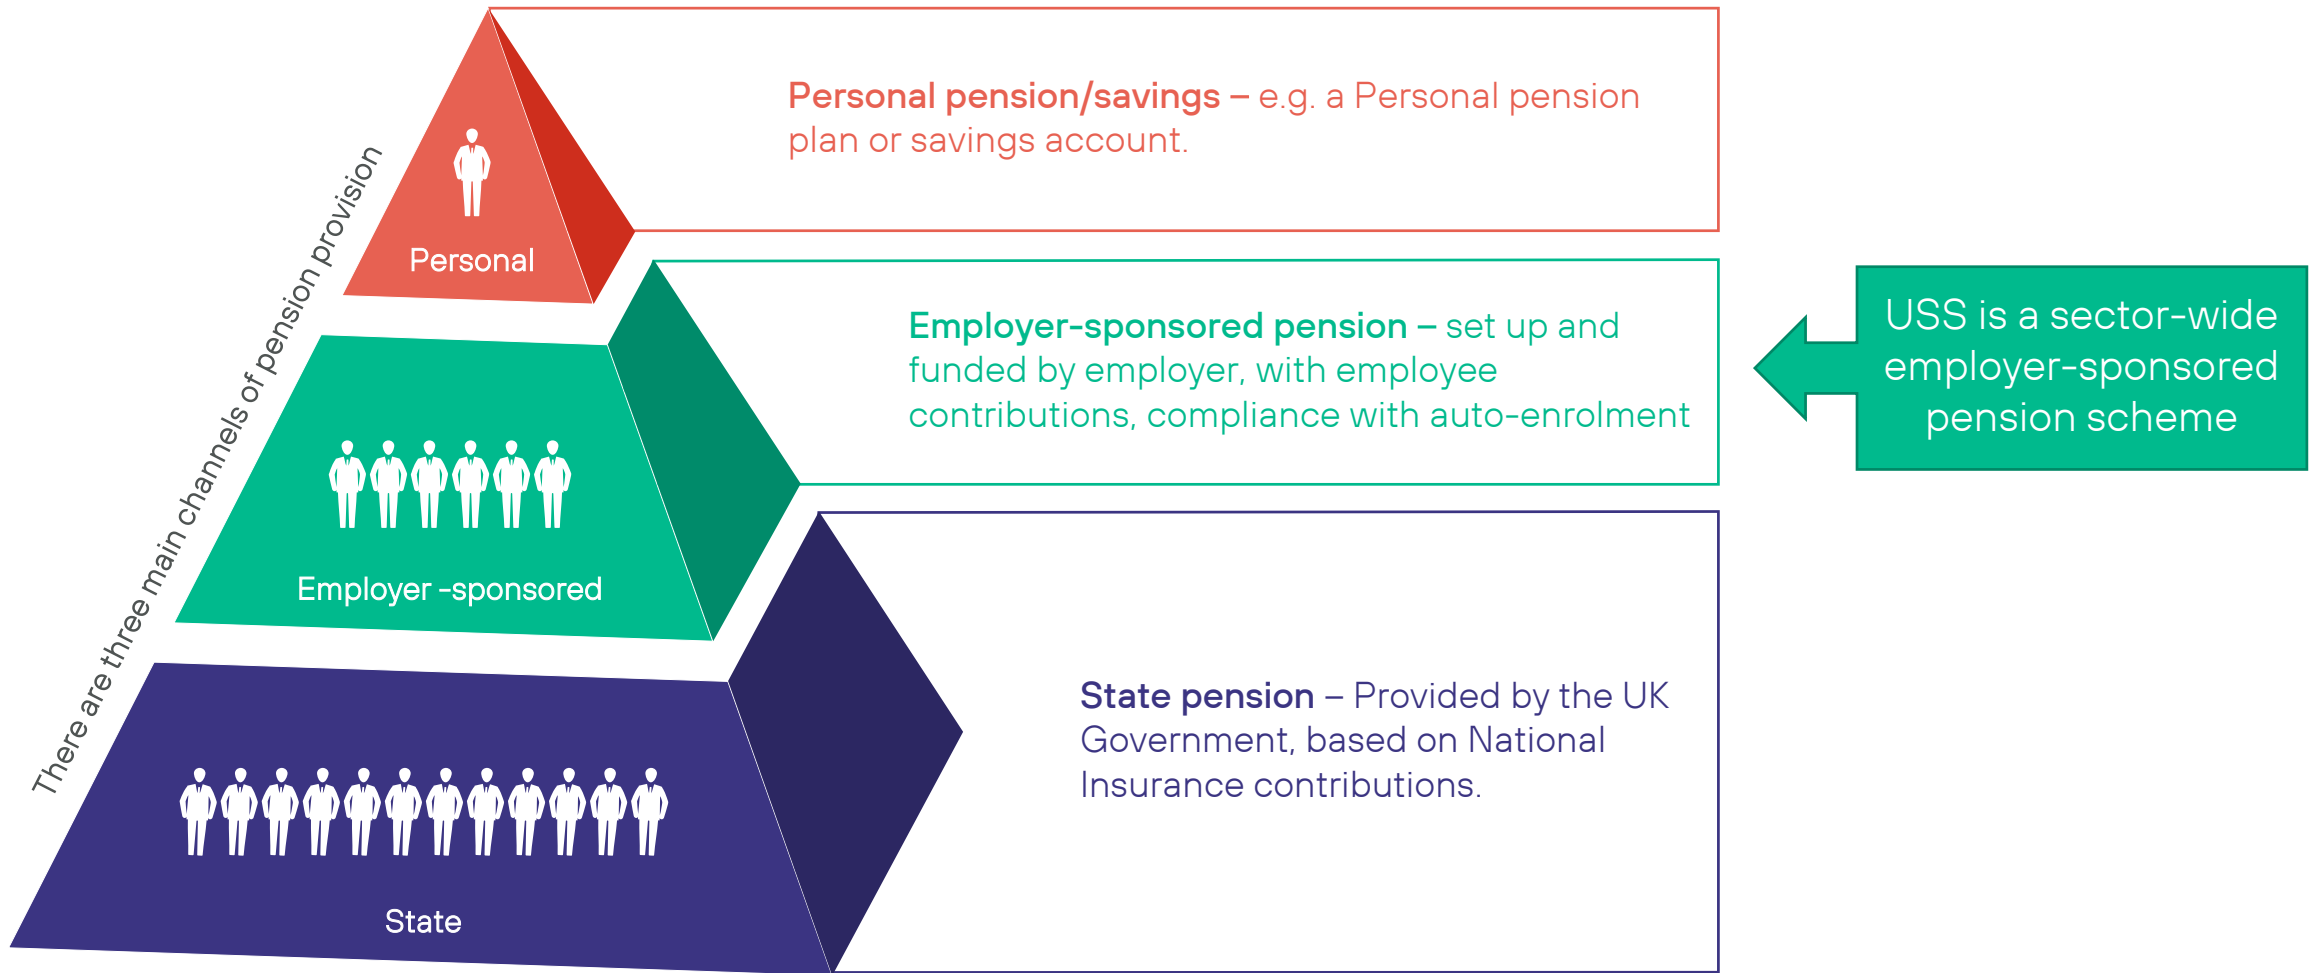 There are three main channels of pension provision
Personal
Personal pension/savings – e.g. a Personal pension
plan or savings account.
Employer -sponsored
Employer-sponsored pension – set up and
funded by employer, with employee
contributions, compliance with auto-enrolment
USS is a sector-wide
employer-sponsored
pension scheme
State
State pension – Provided by the UK
Government, based on National
Insurance contributions.